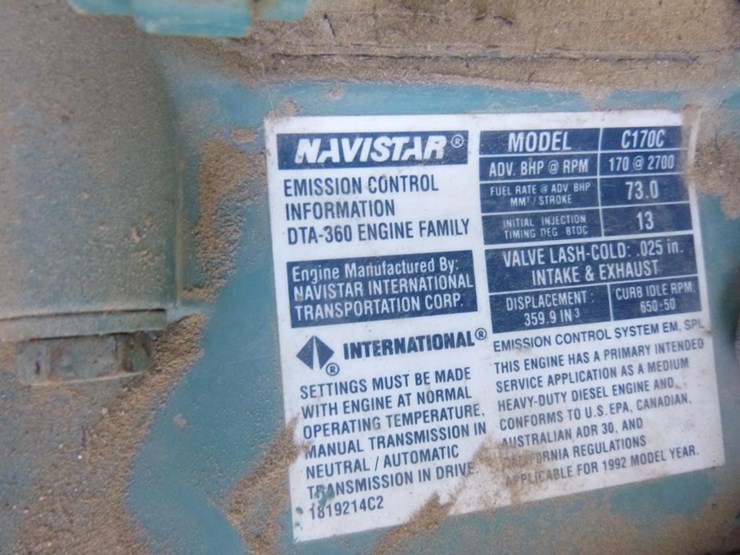 NAVISTAR®
EMISSION CONTROL
INFORMATION
DTA-360 ENGINE FAMILY
Engine Manufactured By:
NAVISTAR INTERNATIONAL
TRANSPORTATION CORP.
® INTERNATIONAL®
SETTINGS MUST BE MADE
WITH ENGINE AT NORMAL
OPERATING TEMPERATURE.
MANUAL TRANSMISSION IN
NEUTRAL / AUTOMATIC
TRANSMISSION IN DRIVE
1819214C2
MODEL C170C
ADV. BHP @ RPM 170 @ 2700
FUEL RATE @ ADV BHP
MM³ / STROKE 73.0
INITIAL INJECTION
TIMING DEG BTDC 13
VALVE LASH-COLD: .025 in.
INTAKE & EXHAUST
DISPLACEMENT:
359.9 IN³
CURB IDLE RPM
650-50
EMISSION CONTROL SYSTEM EM, SPL
THIS ENGINE HAS A PRIMARY INTENDED
SERVICE APPLICATION AS A MEDIUM
HEAVY-DUTY DIESEL ENGINE AND
CONFORMS TO U.S. EPA, CANADIAN,
AUSTRALIAN ADR 30, AND
CALIFORNIA REGULATIONS
APPLICABLE FOR 1992 MODEL YEAR.